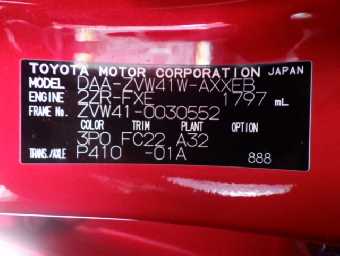 TOYOTA MOTOR CORPORATION JAPAN
MODEL DAA-ZVW41W-AXXEB
ENGINE 2ZR-FXE 1797 mL
FRAME No. ZVW41-0030552
COLOR TRIM PLANT OPTION
3P0 FC22 A32
TRANS./AXLE P410 -01A 888